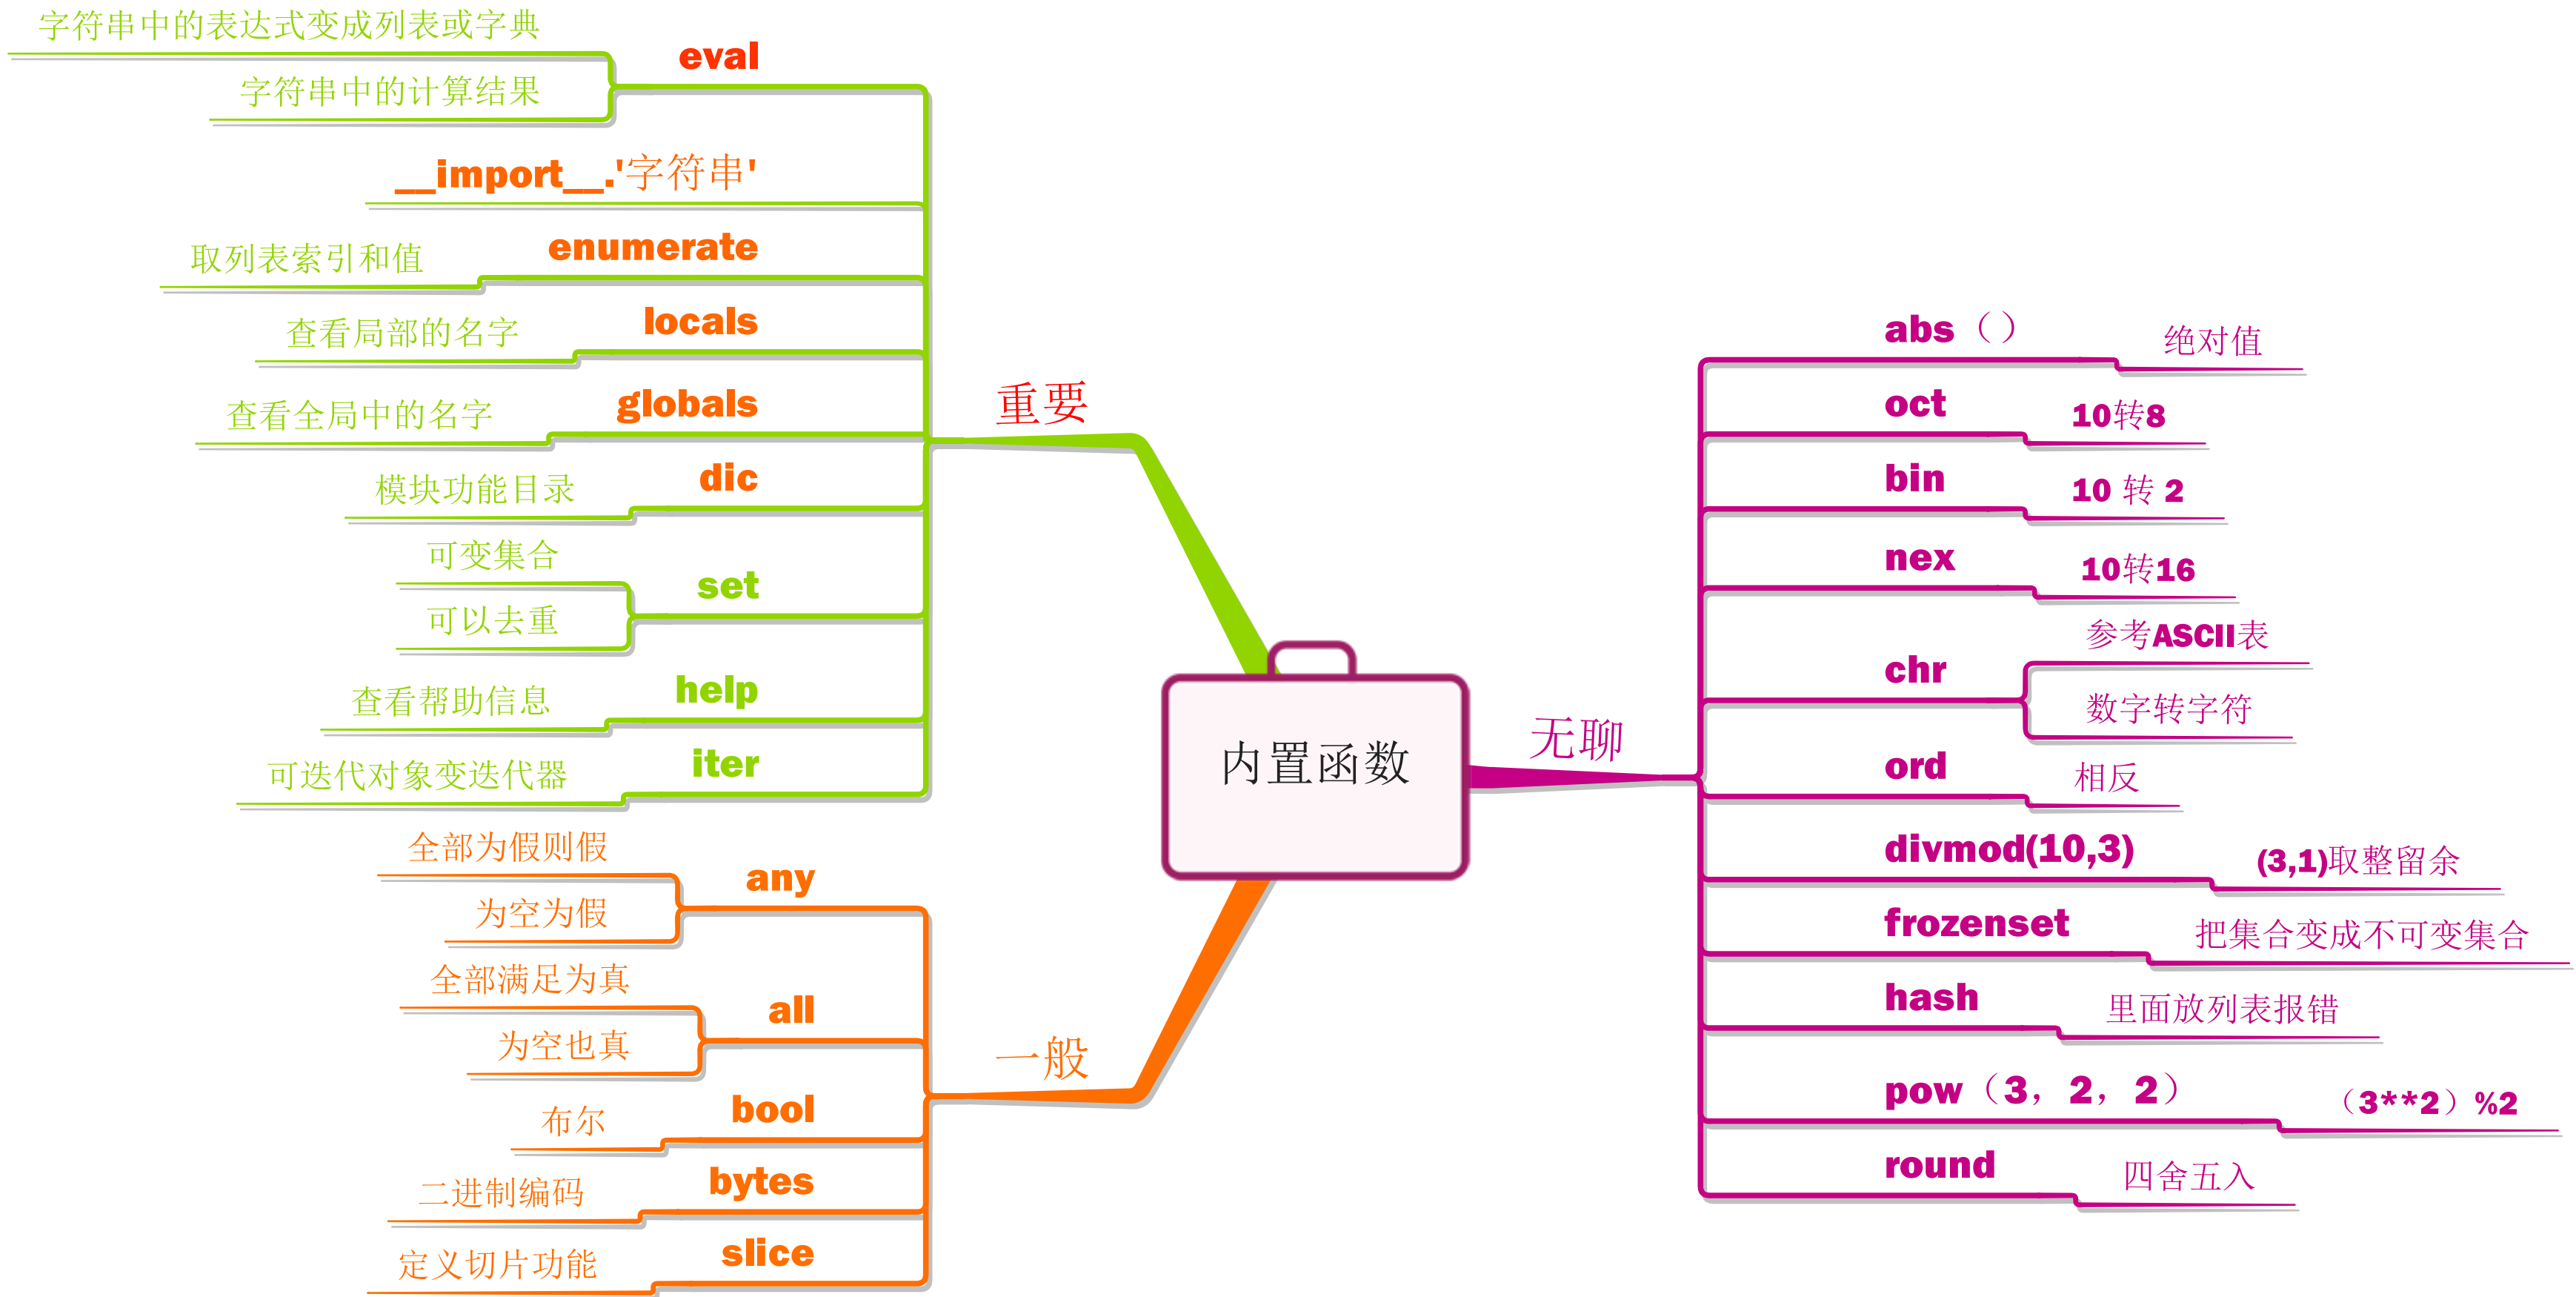 内置函数
重要
eval
字符串中的表达式变成列表或字典
字符串中的计算结果
__import__.'字符串'
enumerate
取列表索引和值
locals
查看局部的名字
globals
查看全局中的名字
dic
模块功能目录
set
可变集合
可以去重
help
查看帮助信息
iter
可迭代对象变迭代器
一般
any
全部为假则假
为空为假
all
全部满足为真
为空也真
bool
布尔
bytes
二进制编码
slice
定义切片功能
无聊
abs（）
绝对值
oct
10转8
bin
10 转 2
nex
10转16
chr
参考ASCII表
数字转字符
ord
相反
divmod(10,3)
(3,1)取整留余
frozenset
把集合变成不可变集合
hash
里面放列表报错
pow（3，2，2）
（3**2）%2
round
四舍五入